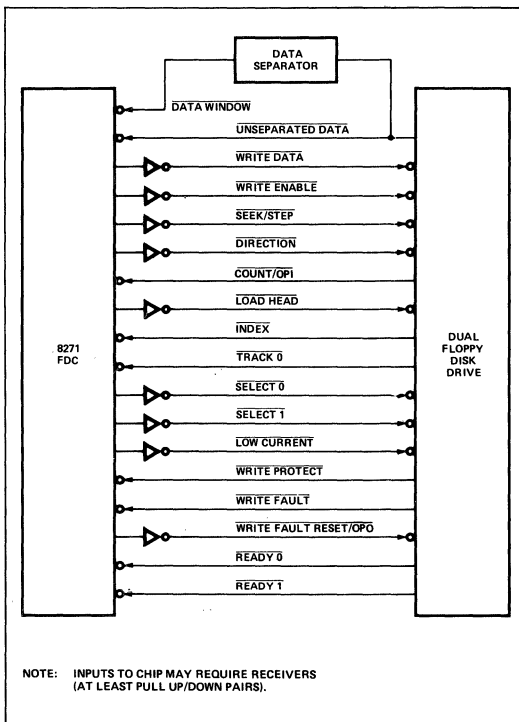 DATA
SEPARATOR
DATA WINDOW
UNSEPARATED DATA
WRITE DATA
WRITE ENABLE
SEEK/STEP
DIRECTION
COUNT/OPI
LOAD HEAD
INDEX
8271
FDC
DUAL
FLOPPY
DISK
DRIVE
TRACK 0
SELECT 0
SELECT 1
LOW CURRENT
WRITE PROTECT
WRITE FAULT
WRITE FAULT RESET/OPO
READY 0
READY 1
NOTE: INPUTS TO CHIP MAY REQUIRE RECEIVERS
(AT LEAST PULL UP/DOWN PAIRS).